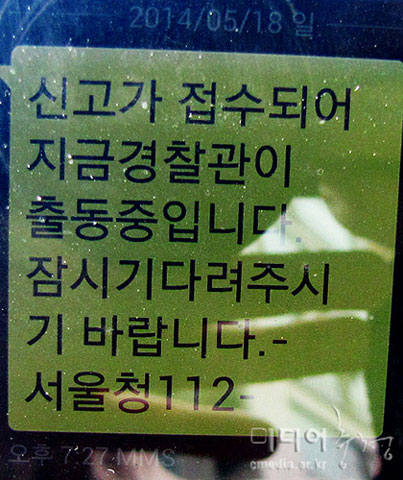 2014/05/18 일
신고가 접수되어
지금경찰관이
출동중입니다.
잠시기다려주시
기 바랍니다.-
서울청112-
오후 7:27 MMS
미디어충청
cmedia.or.kr